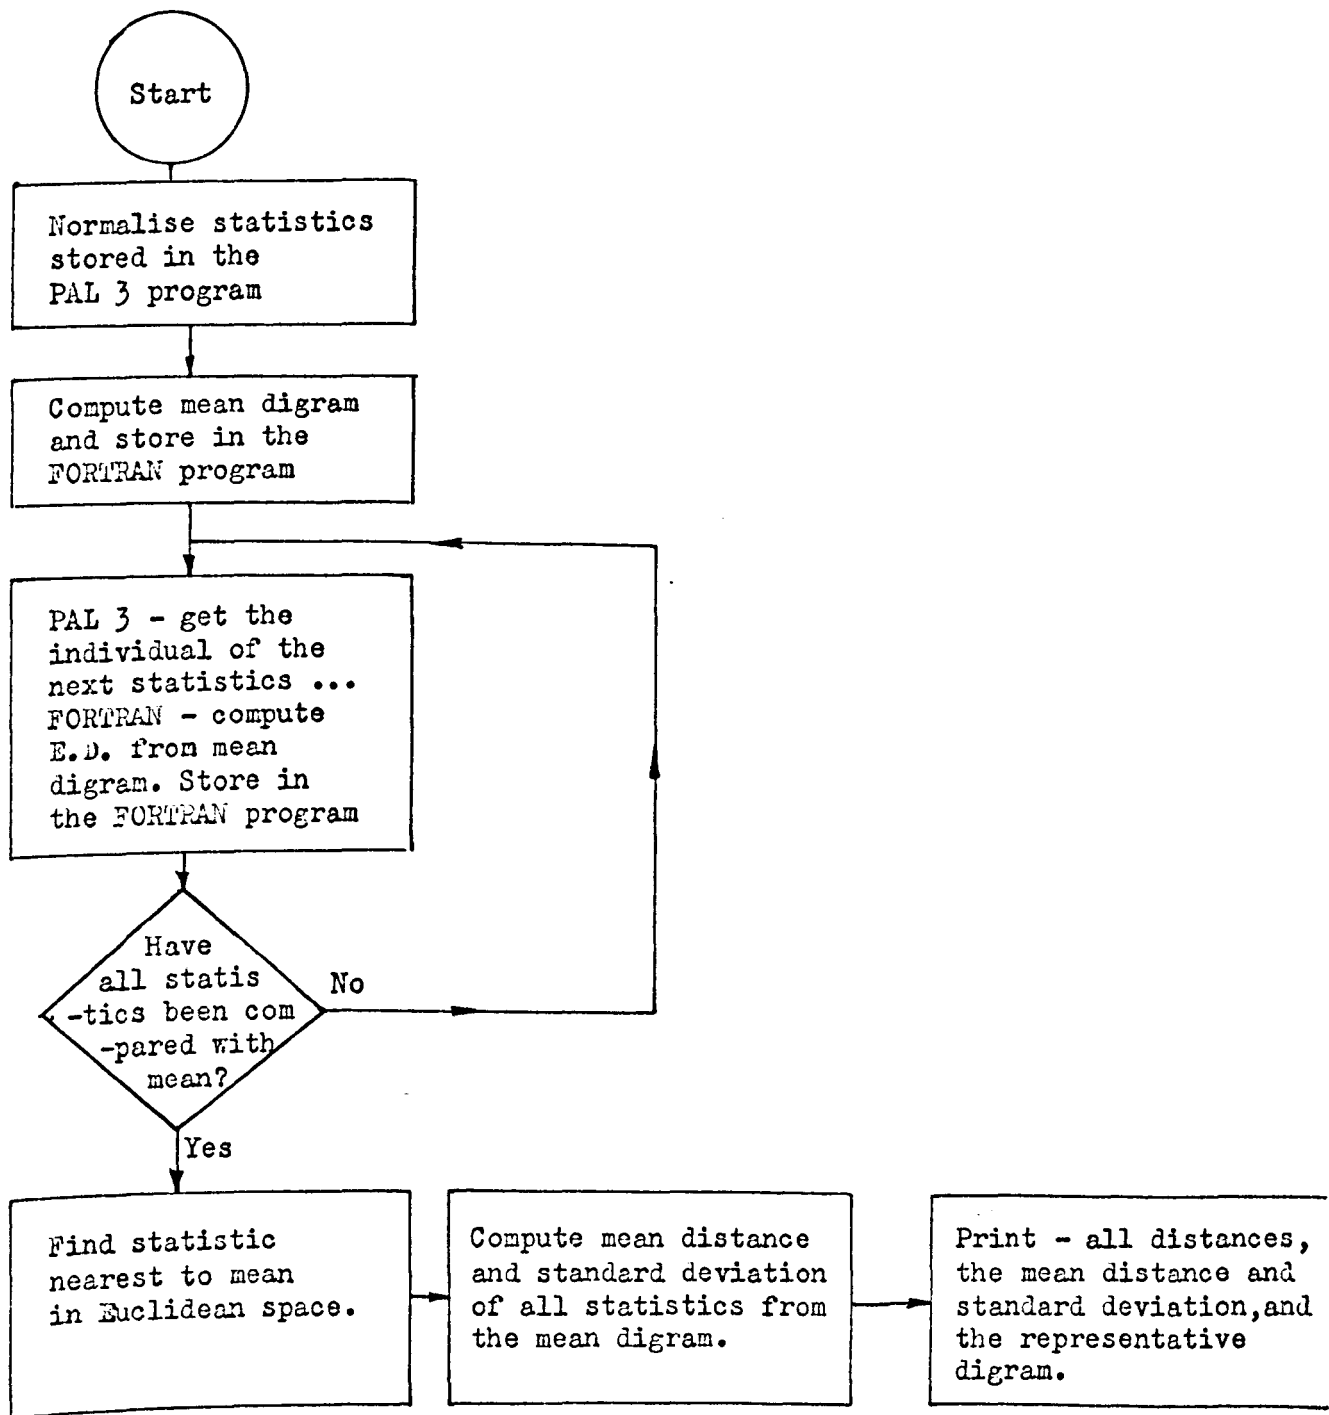 Start
Normalise statistics
stored in the
PAL 3 program
Compute mean digram
and store in the
FORTRAN program
PAL 3 - get the
individual of the
next statistics ...
FORTRAN - compute
E.D. from mean
digram. Store in
the FORTRAN program
Have
all statis
-tics been com
-pared with
mean?
No
Yes
Find statistic
nearest to mean
in Euclidean space.
Compute mean distance
and standard deviation
of all statistics from
the mean digram.
Print - all distances,
the mean distance and
standard deviation,and
the representative
digram.